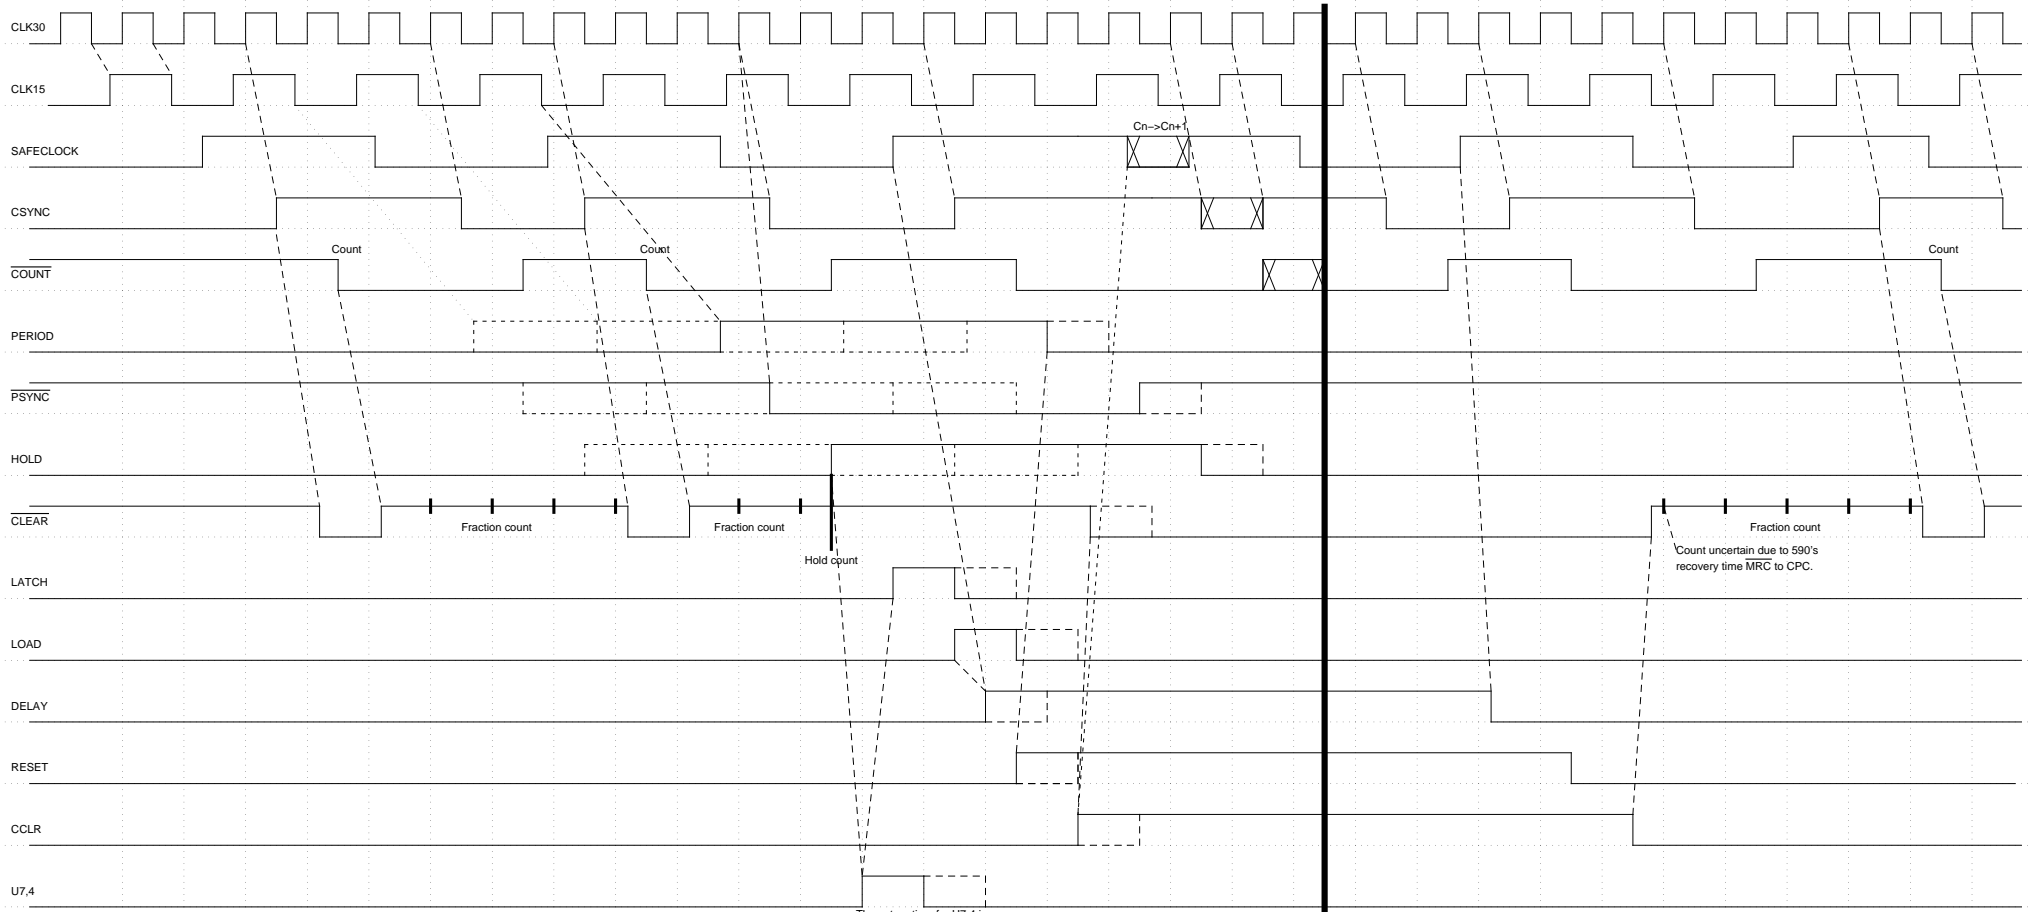 CLK30
CLK15
Cn->Cn+1
SAFECLOCK
CSYNC
Count Count Count
COUNT
PERIOD
PSYNC
HOLD
CLEAR
Fraction count Fraction count Fraction count
Hold count
Count uncertain due to 590's
recovery time MRC to CPC.
LATCH
LOAD
DELAY
RESET
CCLR
U7,4